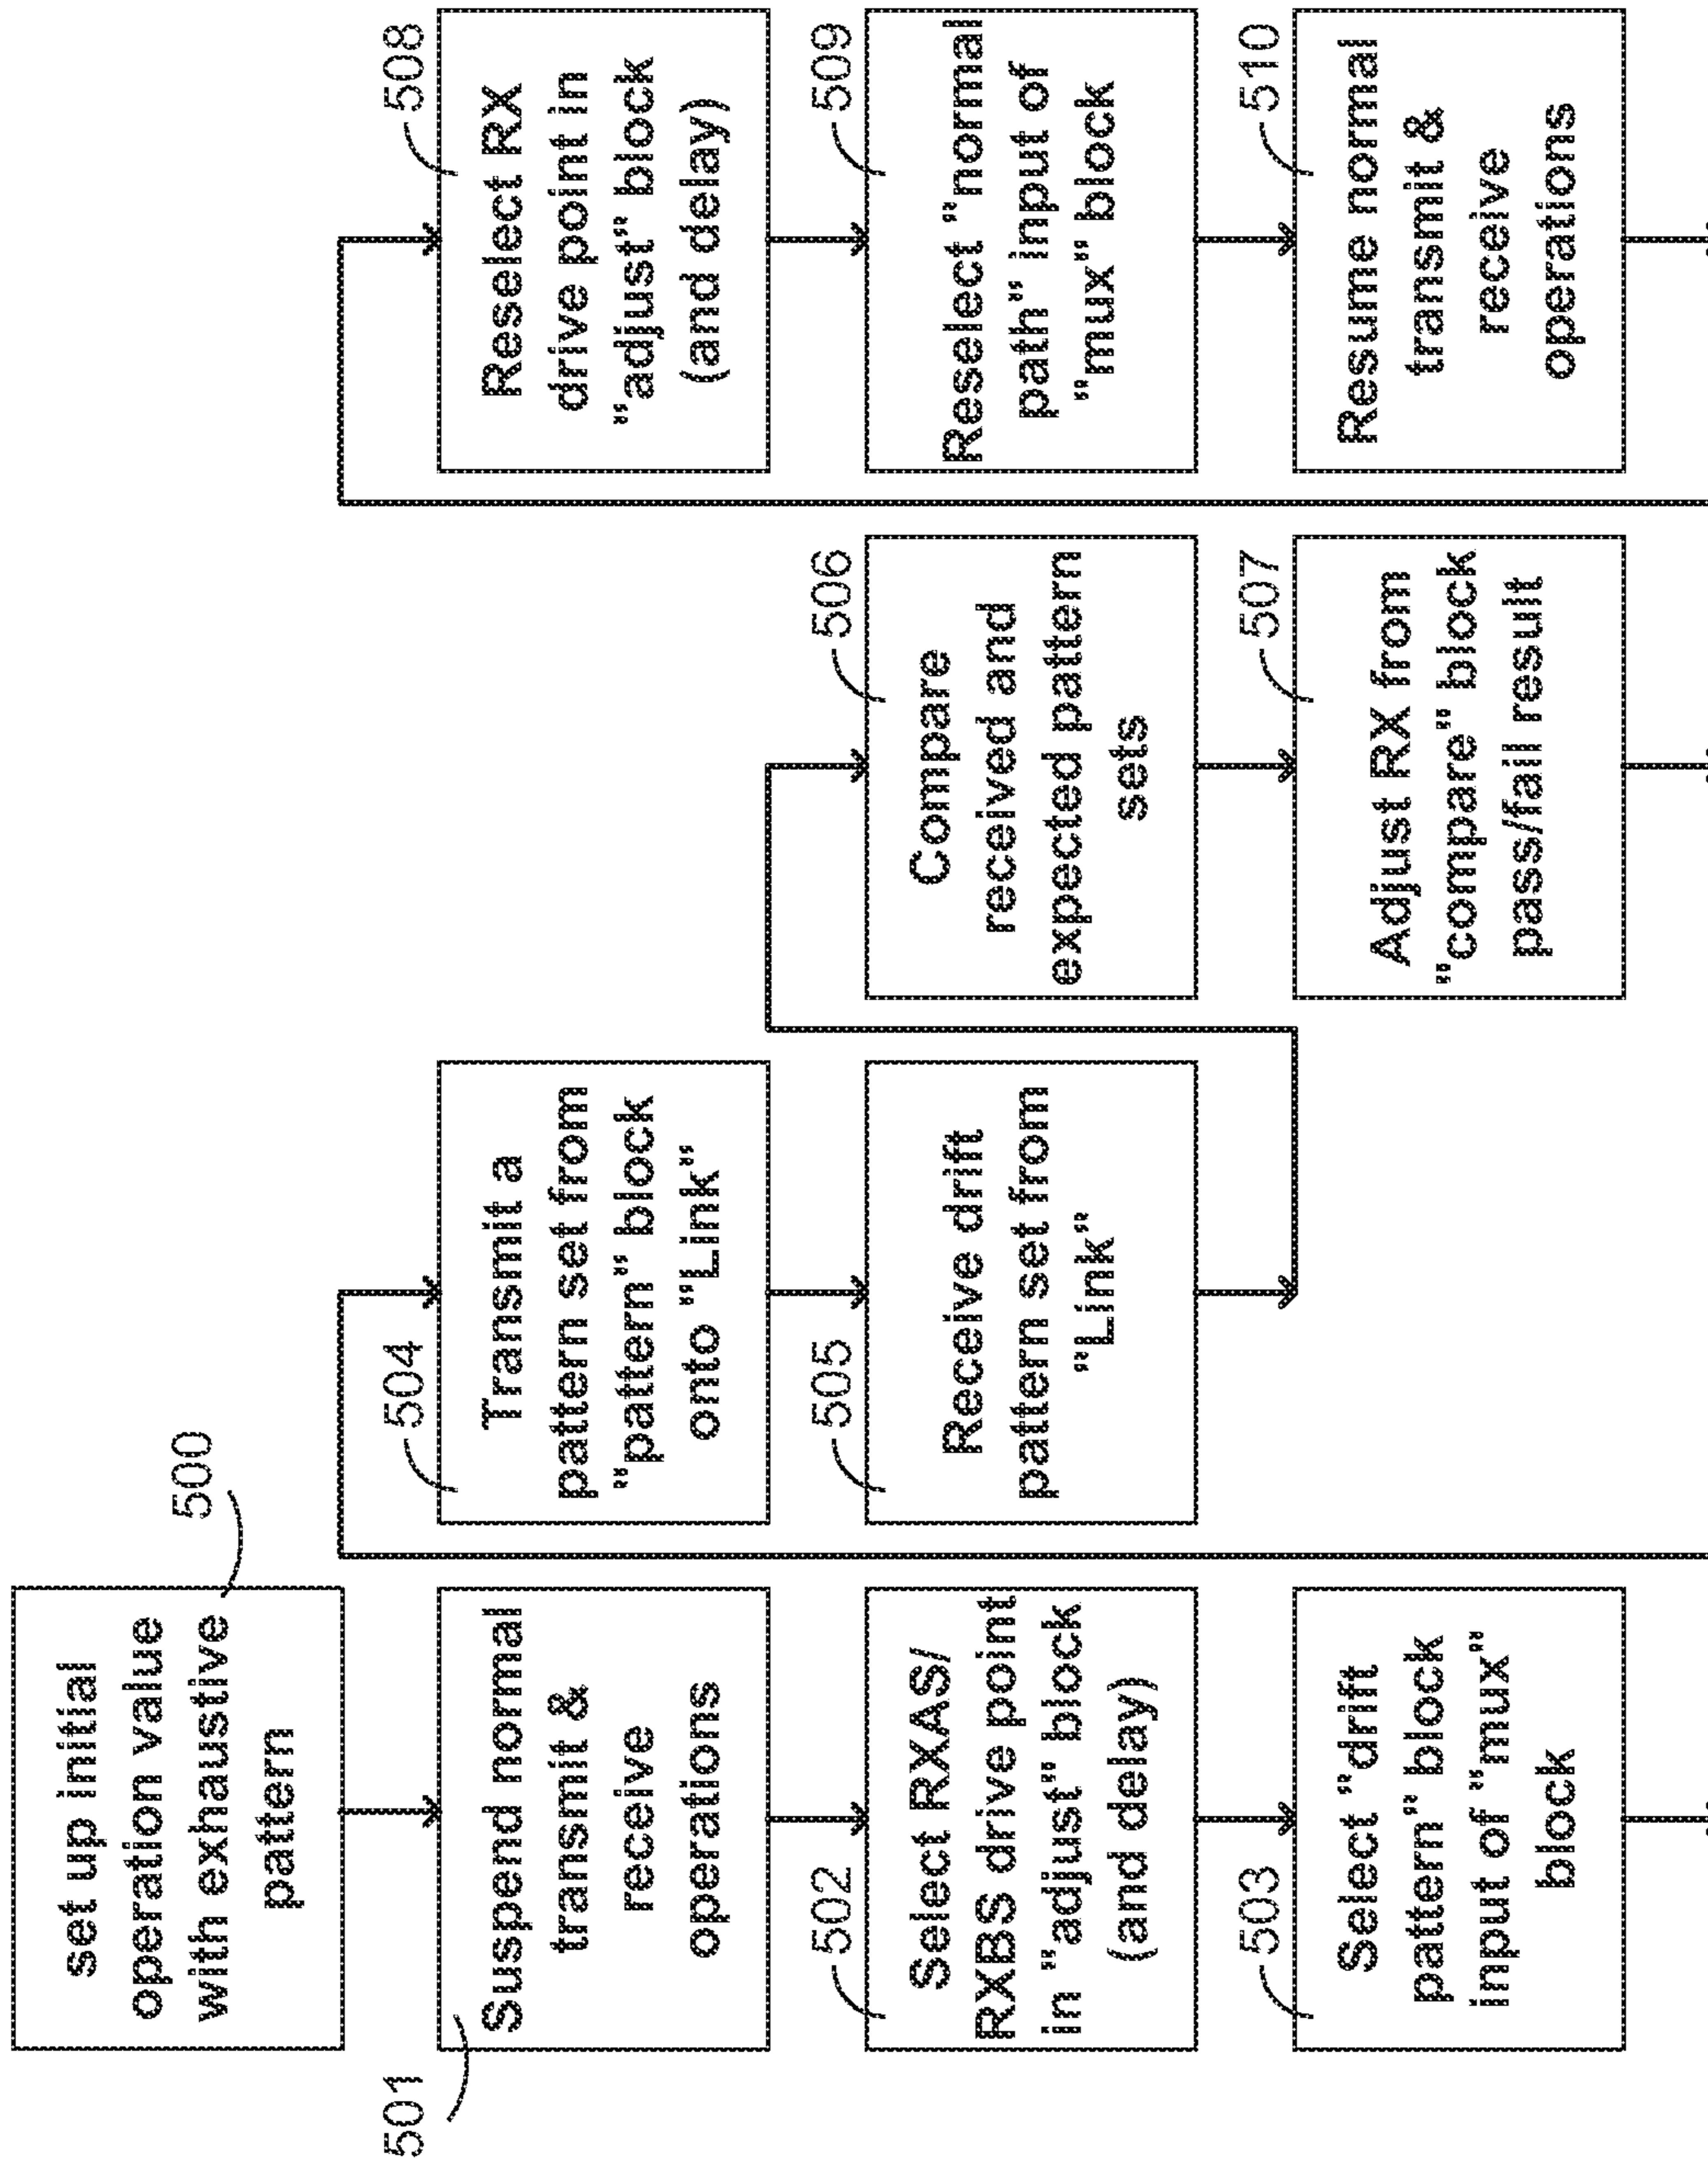 500
set up initial
operation value
with exhaustive
pattern
501
Suspend normal
transmit &
receive
operations
502
Select RXAS/
RXBS drive point
in "adjust" block
(and delay)
503
Select "drift
pattern" block
input of "mux"
block
504
Transmit a
pattern set from
"pattern" block
onto "Link"
505
Receive drift
pattern set from
"Link"
506
Compare
received and
expected pattern
sets
507
Adjust RX from
"compare" block
pass/fail result
508
Reselect RX
drive point in
"adjust" block
(and delay)
509
Reselect "normal
path" input of
"mux" block
510
Resume normal
transmit &
receive
operations